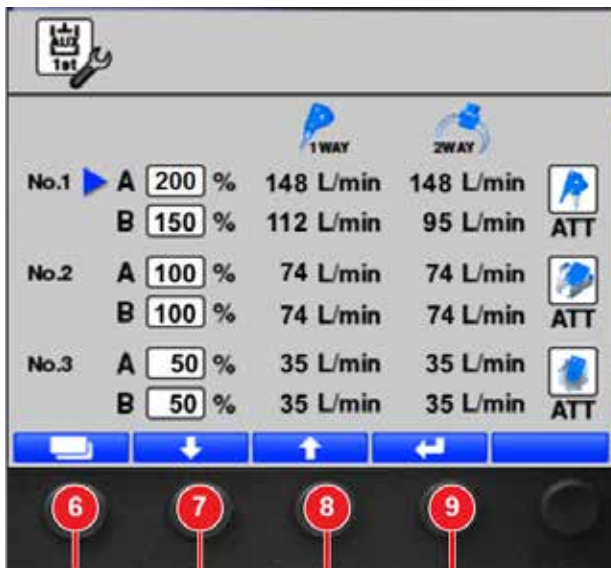 AUX
1st
1WAY 2WAY
No.1 A 200 % 148 L/min 148 L/min
B 150 % 112 L/min 95 L/min ATT
No.2 A 100 % 74 L/min 74 L/min
B 100 % 74 L/min 74 L/min ATT
No.3 A 50 % 35 L/min 35 L/min
B 50 % 35 L/min 35 L/min ATT
6 7 8 9